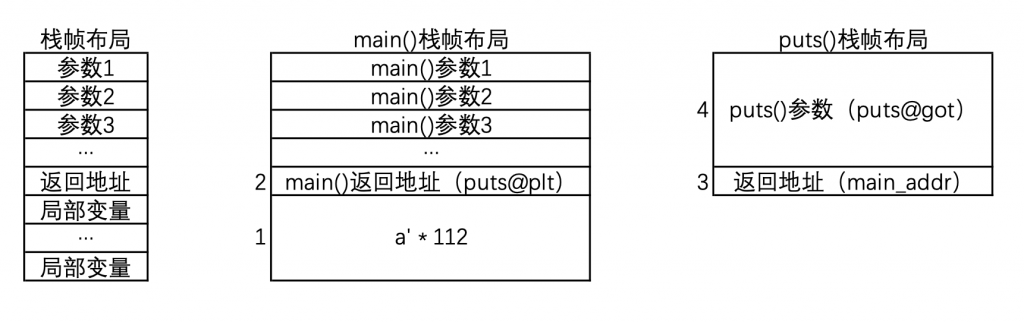 栈帧布局
参数1
参数2
参数3
...
返回地址
局部变量
...
局部变量
main()栈帧布局
main()参数1
main()参数2
main()参数3
...
2 main()返回地址（puts@plt）
1 a' * 112
puts()栈帧布局
4 puts()参数（puts@got）
3 返回地址（main_addr）